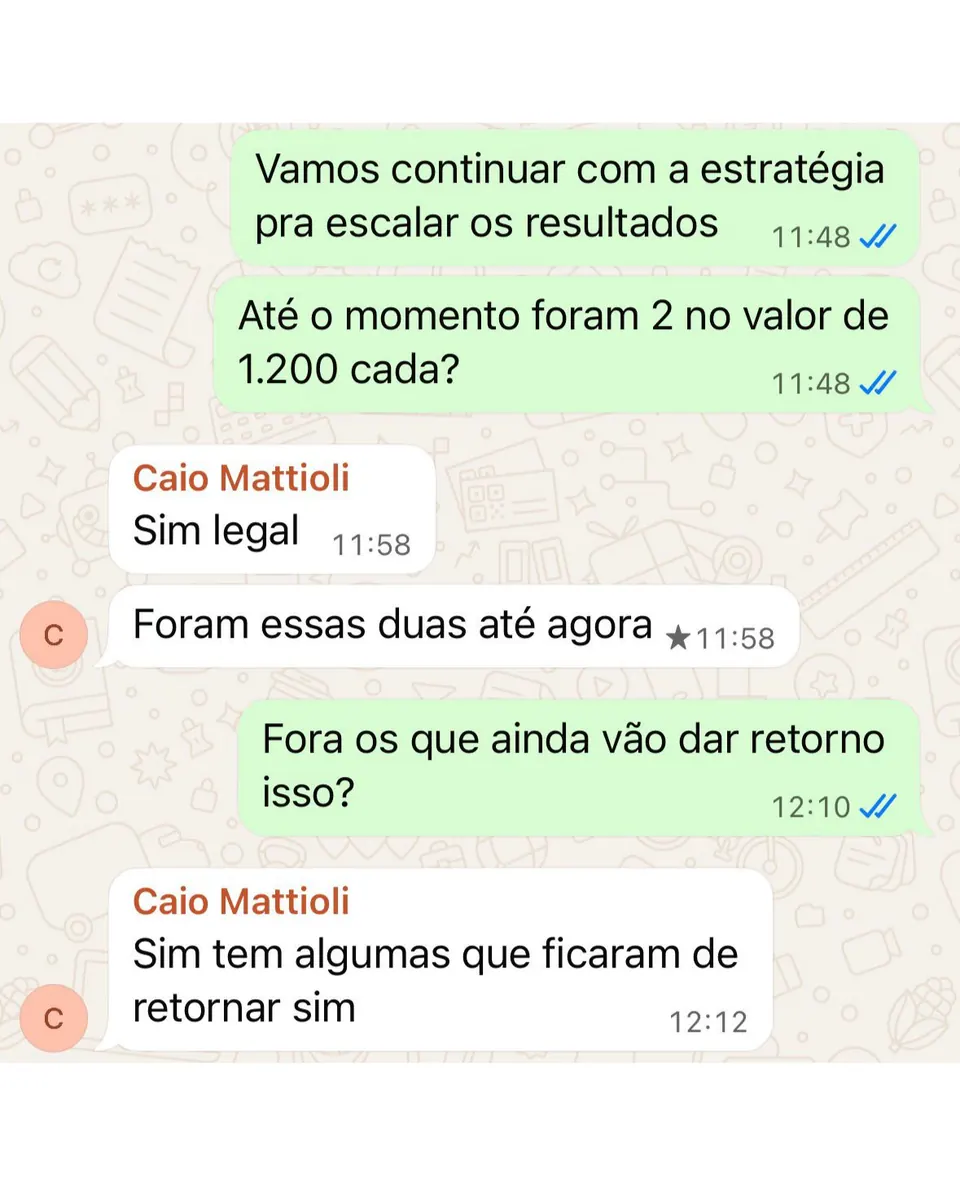 Vamos continuar com a estratégia
pra escalar os resultados 11:48
Até o momento foram 2 no valor de
1.200 cada? 11:48
Caio Mattioli
Sim legal 11:58
C
Foram essas duas até agora ★11:58
Fora os que ainda vão dar retorno
isso? 12:10
Caio Mattioli
Sim tem algumas que ficaram de
retornar sim 12:12
C